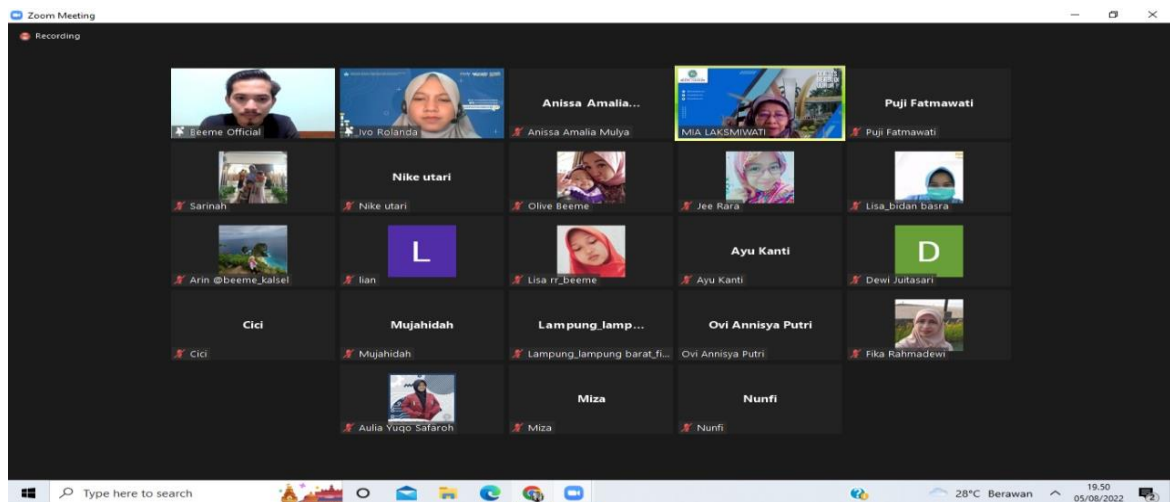 Zoom Meeting
Recording
Beeme Official
Ivo Rolanda
Anissa Amalia...
Anissa Amalia Mulya
MIA LAKSMIWATI
Puji Fatmawati
Puji Fatmawati
Sarinah
Nike utari
Nike utari
Olive Beeme
Jee Rara
Lisa_bidan basra
Arin @beeme_kalsel
L
lian
Lisa rr_beeme
Ayu Kanti
Ayu Kanti
D
Dewi Juitasari
Cici
Cici
Mujahidah
Mujahidah
Lampung_lamp...
Lampung_lampung barat_fi...
Ovi Annisya Putri
Ovi Annisya Putri
Fika Rahmadewi
Aulia Yuqo Safaroh
Miza
Miza
Nunfi
Nunfi
Type here to search
28°C Berawan
19.50
05/08/2022